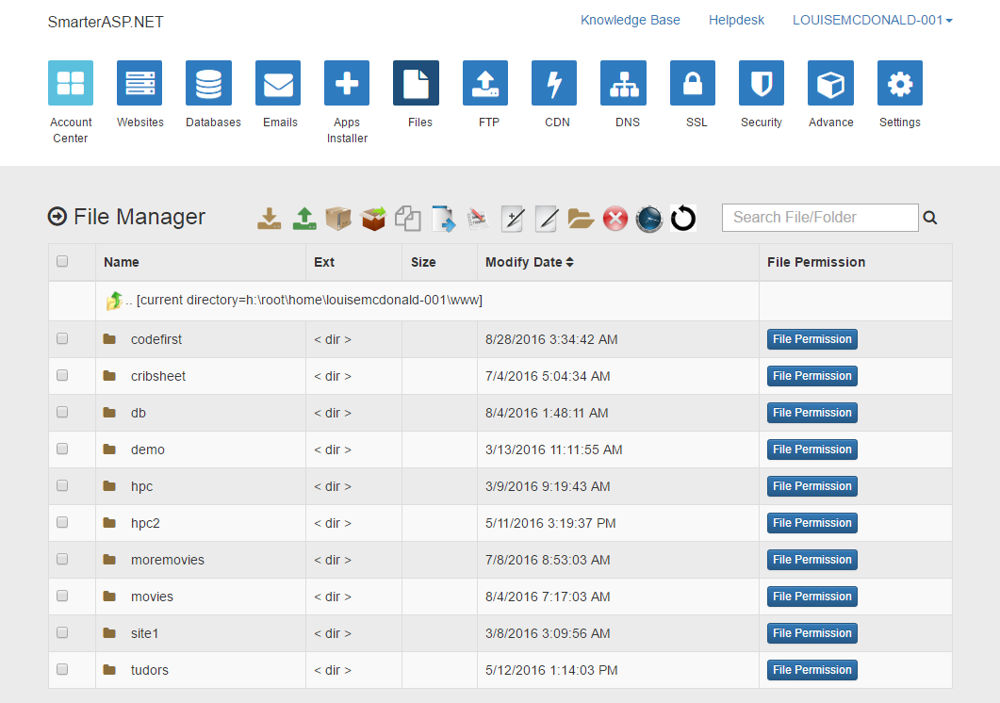 SmarterASP.NET
Knowledge Base Helpdesk LOUISEMCDONALD-001
Account Center Websites Databases Emails Apps Installer Files FTP CDN DNS SSL Security Advance Settings
File Manager
Search File/Folder
Name Ext Size Modify Date File Permission
.. [current directory=h:\root\home\louisemcdonald-001\www]
codefirst < dir > 8/28/2016 3:34:42 AM File Permission
cribsheet < dir > 7/4/2016 5:04:34 AM File Permission
db < dir > 8/4/2016 1:48:11 AM File Permission
demo < dir > 3/13/2016 11:11:55 AM File Permission
hpc < dir > 3/9/2016 9:19:43 AM File Permission
hpc2 < dir > 5/11/2016 3:19:37 PM File Permission
moremovies < dir > 7/8/2016 8:53:03 AM File Permission
movies < dir > 8/4/2016 7:17:03 AM File Permission
site1 < dir > 3/8/2016 3:09:56 AM File Permission
tudors < dir > 5/12/2016 1:14:03 PM File Permission